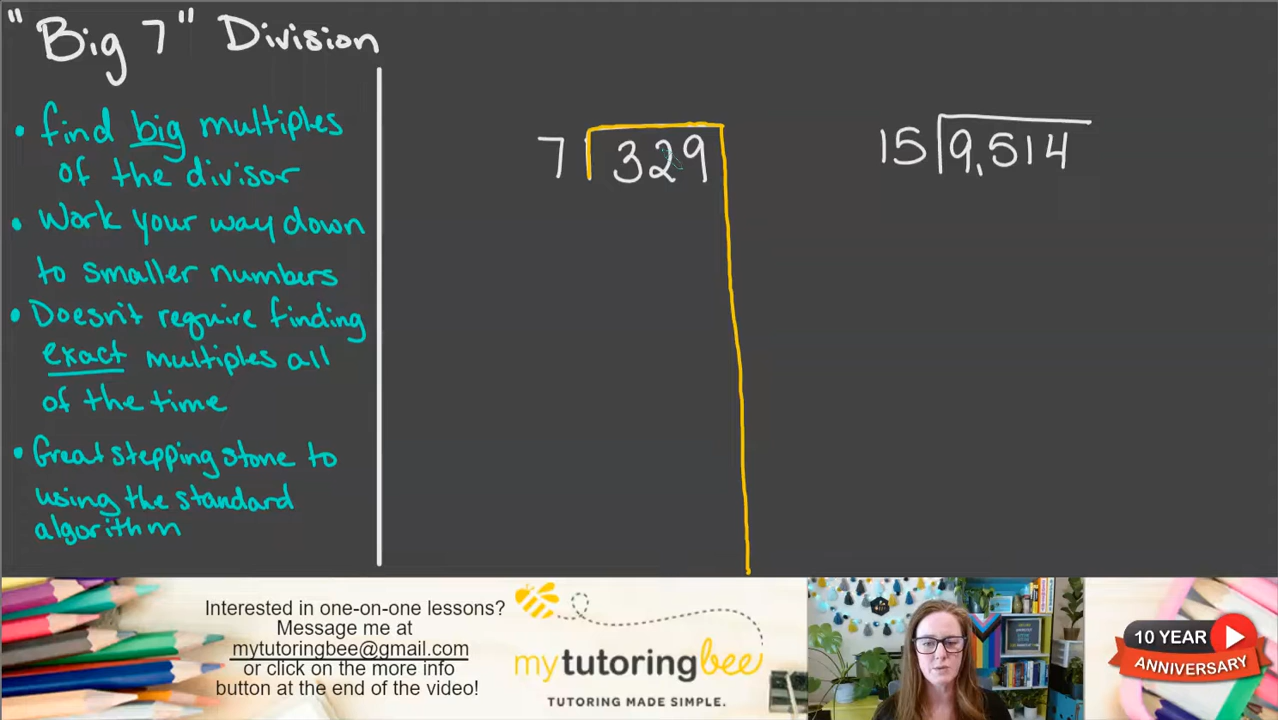 "Big 7" Division
• find big multiples
of the divisor
• Work your way down
to smaller numbers
• Doesn't require finding
exact multiples all
of the time
• Great stepping stone to
using the standard
algorithm
7 329
15 9,514
Interested in one-on-one lessons?
Message me at
mytutoringbee@gmail.com
or click on the more info
button at the end of the video!
mytutoringbee
TUTORING MADE SIMPLE.
10 YEAR
ANNIVERSARY